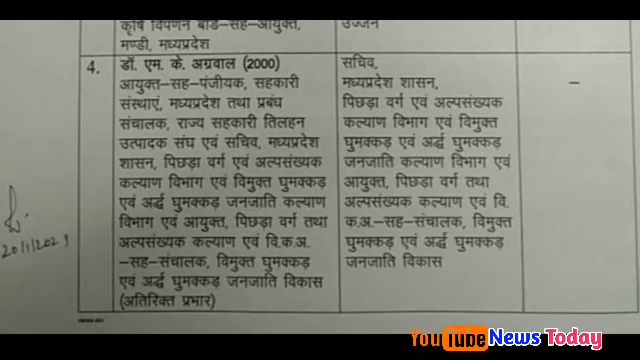 कृषि विपणन बोर्ड-सह-आयुक्त,
मण्डी, मध्यप्रदेश
उज्जैन
4.
डॉ. एम. के. अग्रवाल (2000)
आयुक्त-सह-पंजीयक, सहकारी
संस्थाएं, मध्यप्रदेश तथा प्रबंध
संचालक, राज्य सहकारी तिलहन
उत्पादक संघ एवं सचिव, मध्यप्रदेश
शासन, पिछड़ा वर्ग एवं अल्पसंख्यक
कल्याण विभाग एवं विमुक्त घुमक्कड़
एवं अर्द्ध घुमक्कड़ जनजाति कल्याण
विभाग एवं आयुक्त, पिछड़ा वर्ग तथा
अल्पसंख्यक कल्याण एवं वि.क.अ.
-सह-संचालक, विमुक्त घुमक्कड़
एवं अर्द्ध घुमक्कड़ जनजाति विकास
(अतिरिक्त प्रभार)
सचिव,
मध्यप्रदेश शासन,
पिछड़ा वर्ग एवं अल्पसंख्यक
कल्याण विभाग एवं विमुक्त
घुमक्कड़ एवं अर्द्ध घुमक्कड़
जनजाति कल्याण विभाग एवं
आयुक्त, पिछड़ा वर्ग तथा
अल्पसंख्यक कल्याण एवं वि.
क.अ.-सह-संचालक, विमुक्त
घुमक्कड़ एवं अर्द्ध घुमक्कड़
जनजाति विकास
–
20/1/2021
YouTube News Today